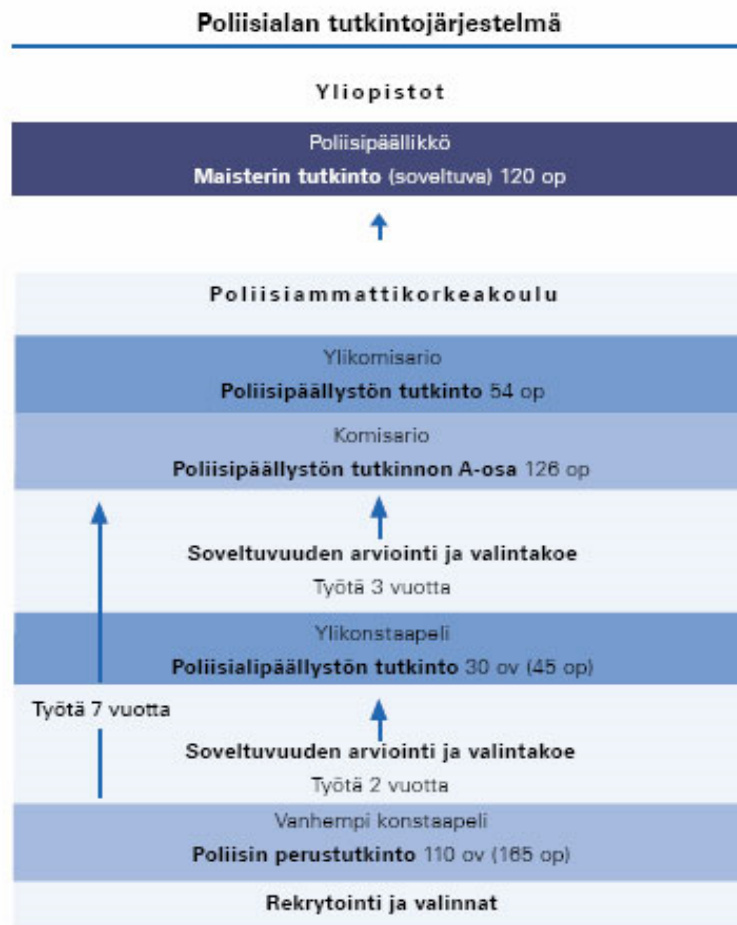 Poliisialan tutkintojärjestelmä
Yliopistot
Poliisipäällikkö
Maisterin tutkinto (soveltuva) 120 op
Poliisiammattikorkeakoulu
Ylikomisario
Poliisipäällystön tutkinto 54 op
Komisario
Poliisipäällystön tutkinnon A-osa 126 op
Soveltuvuuden arviointi ja valintakoe
Työtä 3 vuotta
Ylikonstaapeli
Poliisialipäällystön tutkinto 30 ov (45 op)
Työtä 7 vuotta
Soveltuvuuden arviointi ja valintakoe
Työtä 2 vuotta
Vanhempi konstaapeli
Poliisin perustutkinto 110 ov (165 op)
Rekrytointi ja valinnat